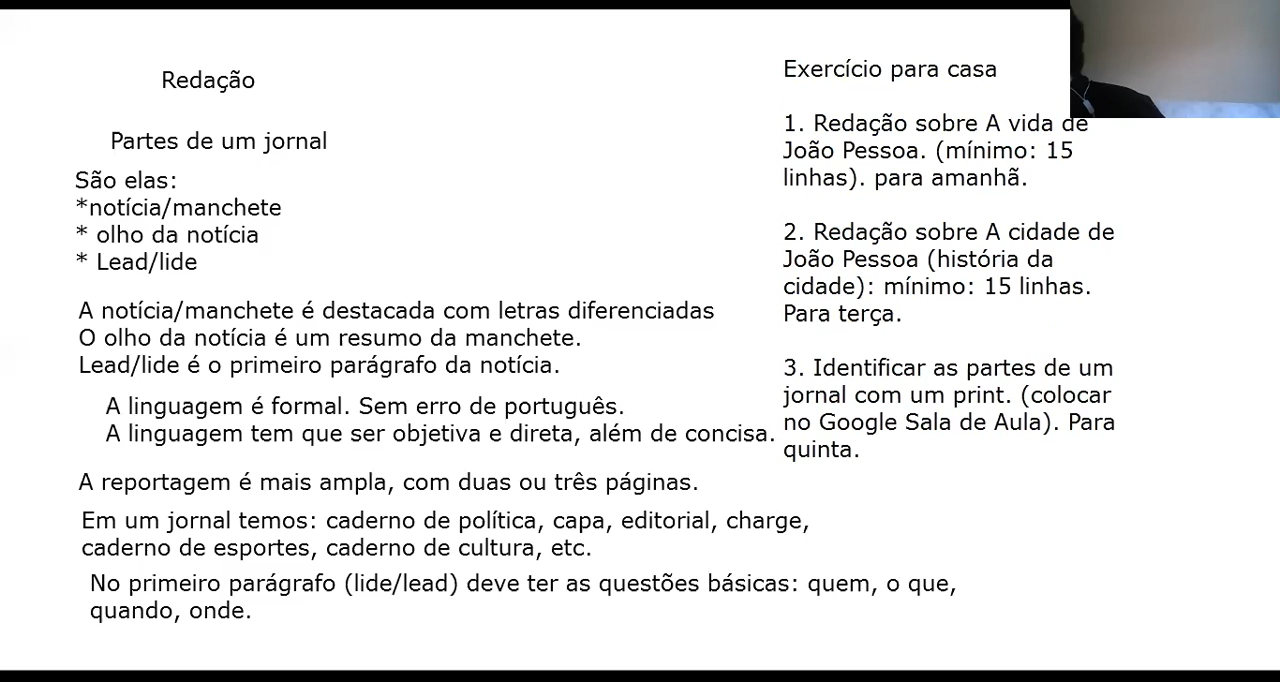 Redação
Partes de um jornal
São elas:
*notícia/manchete
* olho da notícia
* Lead/lide
A notícia/manchete é destacada com letras diferenciadas
O olho da notícia é um resumo da manchete.
Lead/lide é o primeiro parágrafo da notícia.
A linguagem é formal. Sem erro de português.
A linguagem tem que ser objetiva e direta, além de concisa.
A reportagem é mais ampla, com duas ou três páginas.
Em um jornal temos: caderno de política, capa, editorial, charge,
caderno de esportes, caderno de cultura, etc.
No primeiro parágrafo (lide/lead) deve ter as questões básicas: quem, o que,
quando, onde.
Exercício para casa
1. Redação sobre A vida de
João Pessoa. (mínimo: 15
linhas). para amanhã.
2. Redação sobre A cidade de
João Pessoa (história da
cidade): mínimo: 15 linhas.
Para terça.
3. Identificar as partes de um
jornal com um print. (colocar
no Google Sala de Aula). Para
quinta.